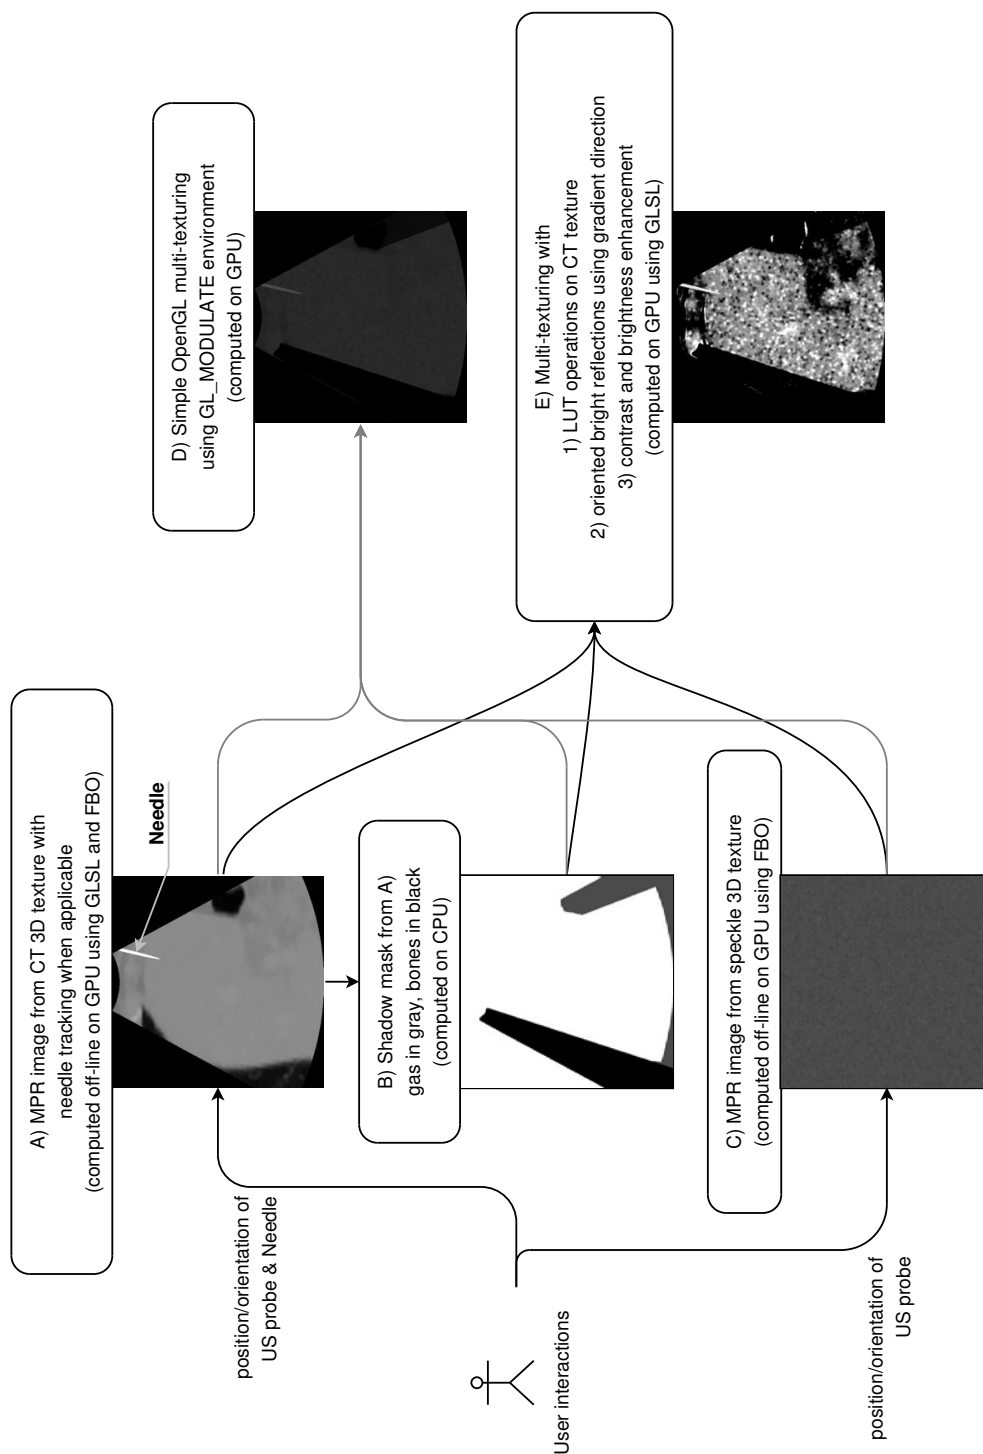 A) MPR image from CT 3D texture with
needle tracking when applicable
(computed off-line on GPU using GLSL and FBO)
Needle
B) Shadow mask from A)
gas in gray, bones in black
(computed on CPU)
C) MPR image from speckle 3D texture
(computed off-line on GPU using FBO)
D) Simple OpenGL multi-texturing
using GL_MODULATE environment
(computed on GPU)
E) Multi-texturing with
1) LUT operations on CT texture
2) oriented bright reflections using gradient direction
3) contrast and brightness enhancement
(computed on GPU using GLSL)
position/orientation of
US probe & Needle
User interactions
position/orientation of
US probe